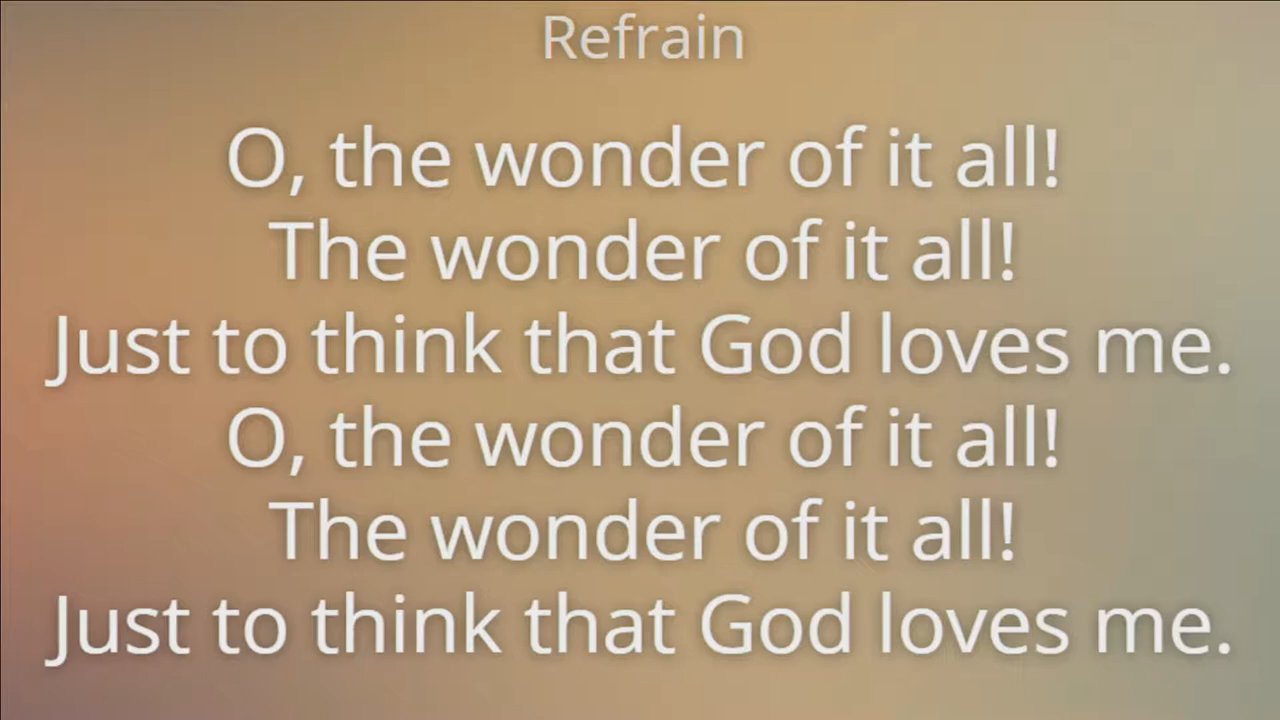 Refrain
O, the wonder of it all!
The wonder of it all!
Just to think that God loves me.
O, the wonder of it all!
The wonder of it all!
Just to think that God loves me.